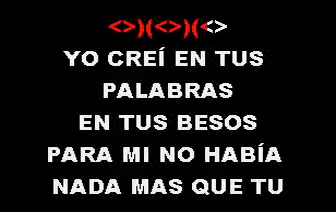 <>)(<>)(<>
YO CREÍ EN TUS
PALABRAS
EN TUS BESOS
PARA MI NO HABÍA
NADA MAS QUE TU